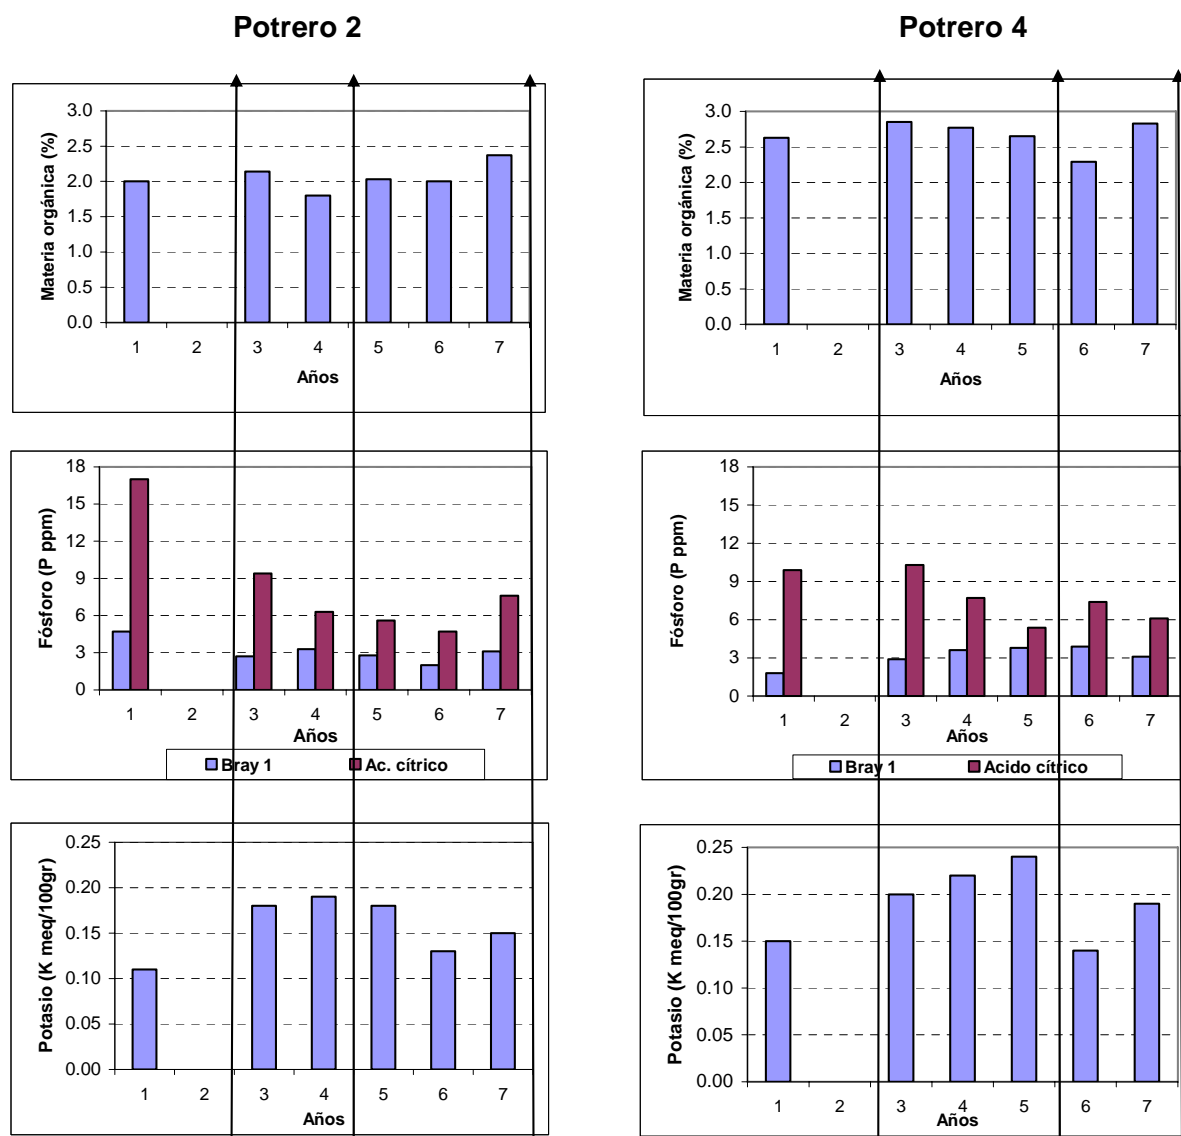 Potrero 2
Potrero 4
Materia orgánica (%)
3.0
2.5
2.0
1.5
1.0
0.5
0.0
1 2 3 4 5 6 7
Años
Materia orgánica (%)
3.0
2.5
2.0
1.5
1.0
0.5
0.0
1 2 3 4 5 6 7
Años
Fósforo (P ppm)
18
15
12
9
6
3
0
1 2 3 4 5 6 7
Años
Bray 1 Ac. cítrico
Fósforo (P ppm)
18
15
12
9
6
3
0
1 2 3 4 5 6 7
Años
Bray 1 Acido cítrico
Potasio (K meq/100gr)
0.25
0.20
0.15
0.10
0.05
0.00
1 2 3 4 5 6 7
Años
Potasio (K meq/100gr)
0.25
0.20
0.15
0.10
0.05
0.00
1 2 3 4 5 6 7
Años